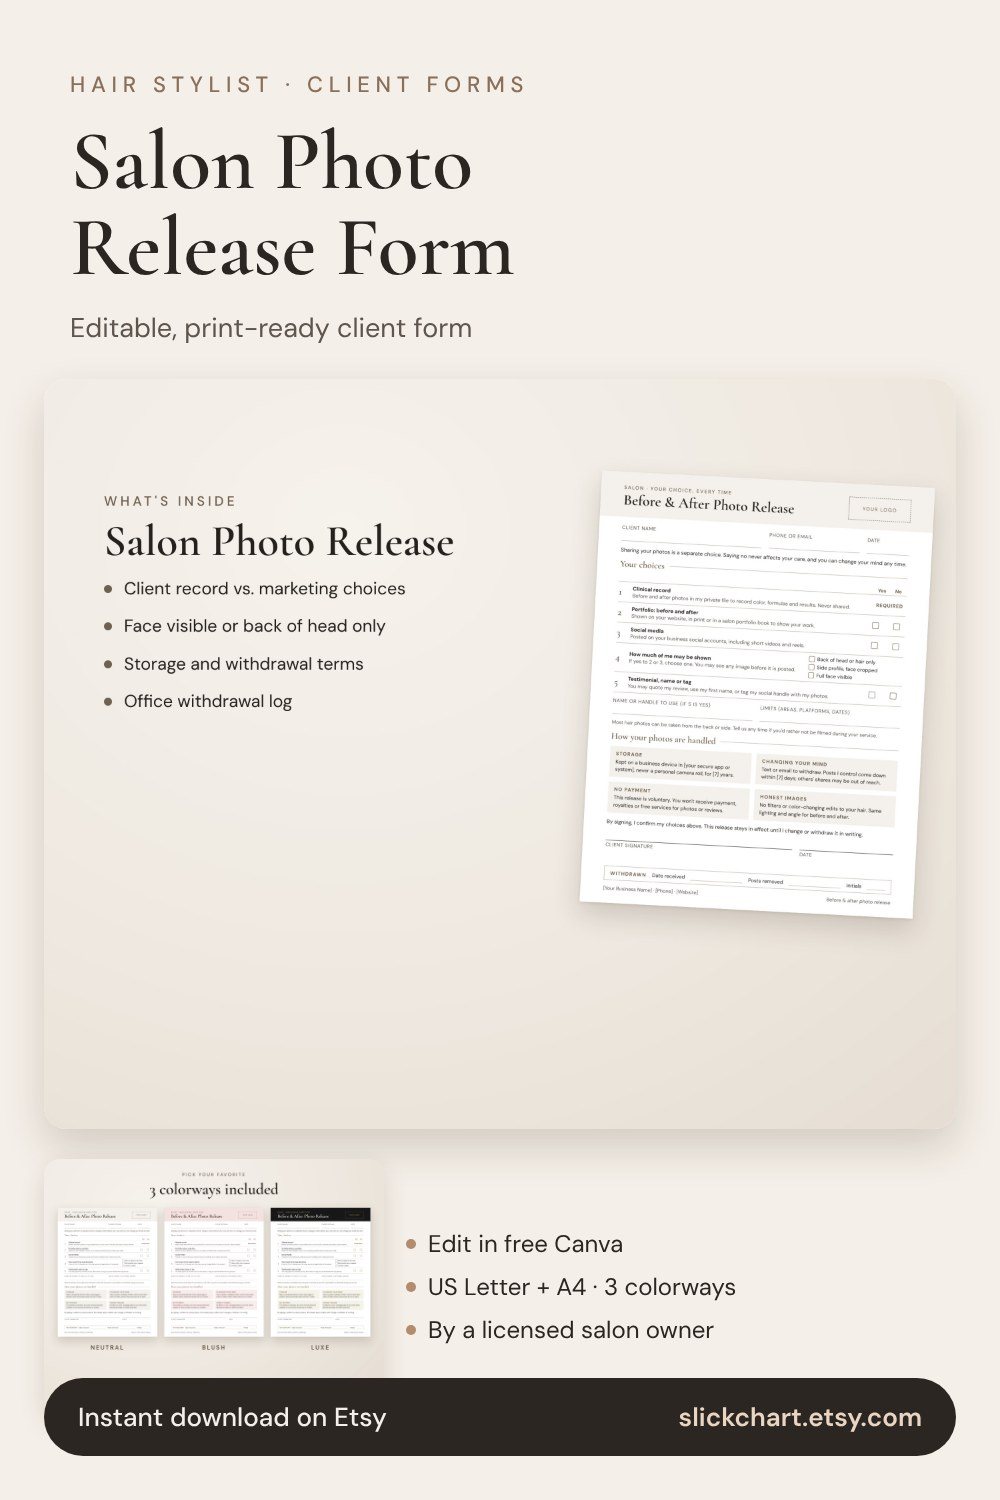 HAIR STYLIST · CLIENT FORMS
Salon Photo
Release Form
Editable, print-ready client form
WHAT'S INSIDE
Salon Photo Release
Client record vs. marketing choices
Face visible or back of head only
Storage and withdrawal terms
Office withdrawal log
SALON · YOUR CHOICE, EVERY TIME
Before & After Photo Release
YOUR LOGO
CLIENT NAME
PHONE OR EMAIL
DATE
Sharing your photos is a separate choice. Saying no never affects your care, and you can change your mind any time.
Your choices
Yes No
1 Clinical record
Before and after photos in my private file to record color, formulas and results. Never shared.
REQUIRED
2 Portfolio: before and after
Shown on your website, in print or in a salon portfolio book to show your work.
3 Social media
Posted on your business social accounts, including short videos and reels.
4 How much of me may be shown
If yes to 2 or 3, choose one. You may see any image before it is posted.
Back of head or hair only
Side profile, face cropped
Full face visible
5 Testimonial, name or tag
You may quote my review, use my first name, or tag my social handle with my photos.
NAME OR HANDLE TO USE (IF 5 IS YES)
LIMITS (AREAS, PLATFORMS, DATES)
Most hair photos can be taken from the back or side. Tell us any time if you'd rather not be filmed during your service.
How your photos are handled
STORAGE
Kept on a business device in [your secure app or
system], never a personal camera roll, for [7] years.
CHANGING YOUR MIND
Text or email to withdraw. Posts I control come down
within [7] days; others' shares may be out of reach.
NO PAYMENT
This release is voluntary. You won't receive payment,
royalties or free services for photos or reviews.
HONEST IMAGES
No filters or color-changing edits to your hair. Same
lighting and angle for before and after.
By signing, I confirm my choices above. This release stays in effect until I change or withdraw it in writing.
CLIENT SIGNATURE
DATE
WITHDRAWN Date received Posts removed Initials
[Your Business Name] · [Phone] · [Website]
Before & after photo release
PICK YOUR FAVORITE
3 colorways included
Before & After Photo Release
Before & After Photo Release
Before & After Photo Release
NEUTRAL
BLUSH
LUXE
Edit in free Canva
US Letter + A4 · 3 colorways
By a licensed salon owner
Instant download on Etsy
slickchart.etsy.com